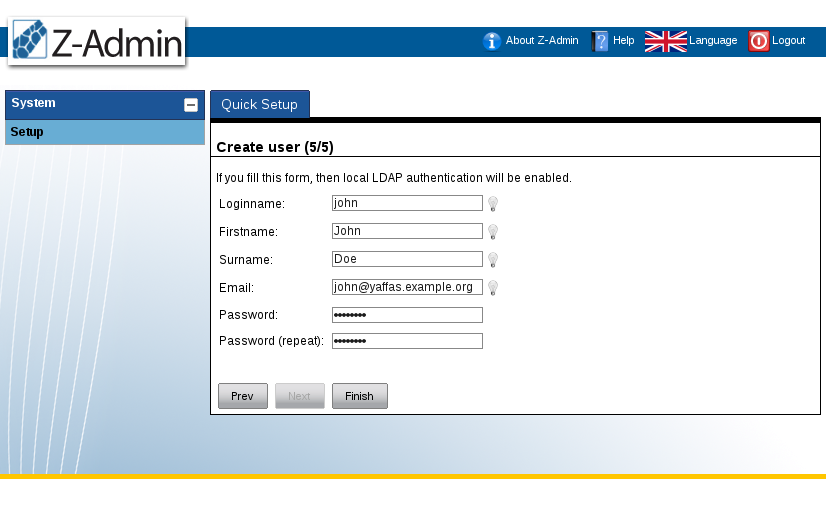 Z-Admin
About Z-Admin Help Language Logout
System
Setup
Quick Setup
Create user (5/5)
If you fill this form, then local LDAP authentication will be enabled.
Loginname: john
Firstname: John
Surname: Doe
Email: john@yaffas.example.org
Password: ••••••••
Password (repeat): ••••••••
Prev Next Finish